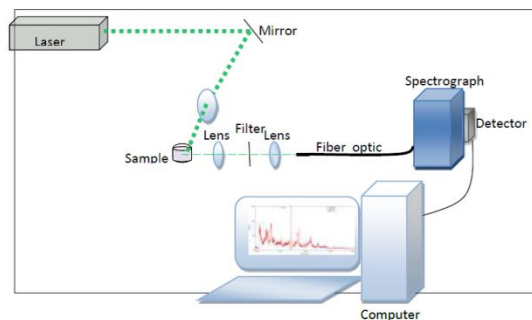 Laser
Mirror
Spectrograph
Detector
Lens
Filter
Lens
Sample
Fiber optic
Computer